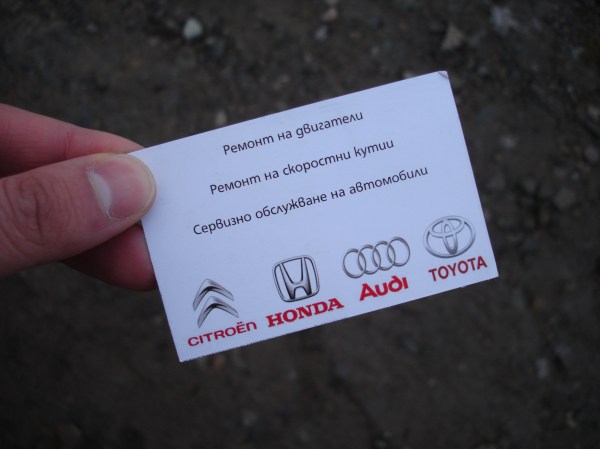 Ремонт на двигатели
Ремонт на скоростни кутии
Сервизно обслужване на автомобили
CITROËN HONDA Audi TOYOTA